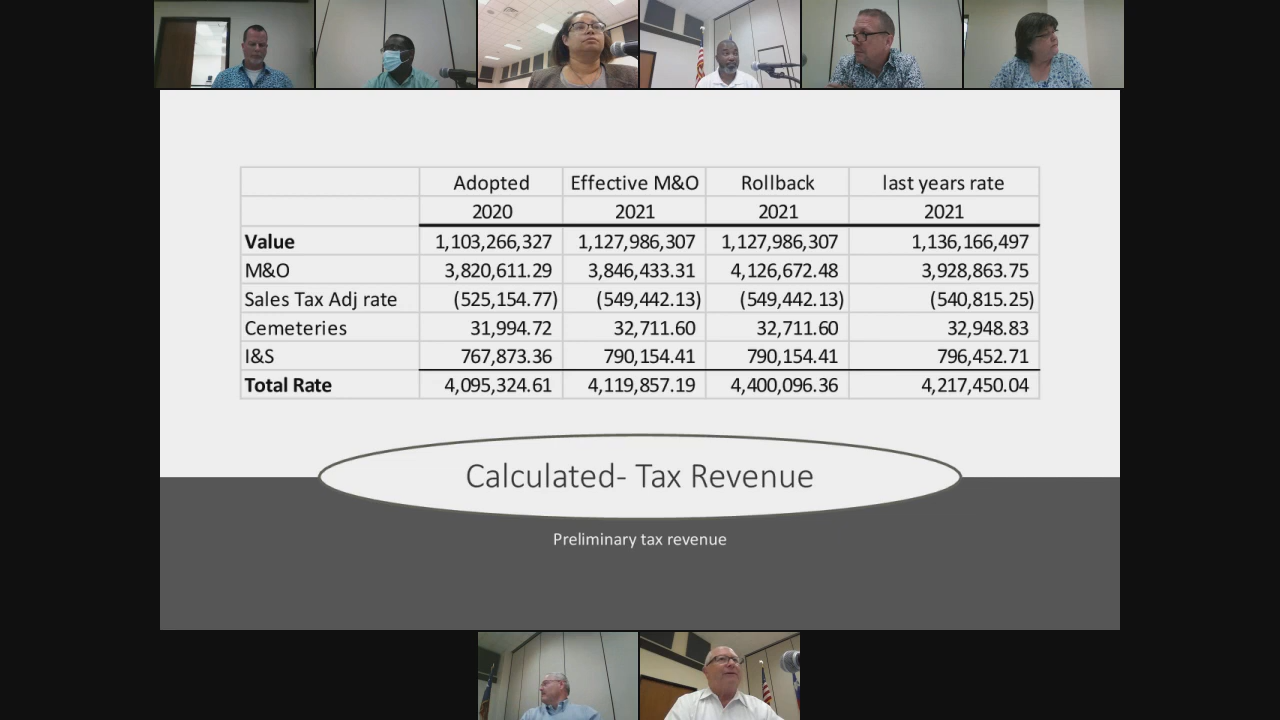 Adopted Effective M&O Rollback last years rate
2020 2021 2021 2021
Value 1,103,266,327 1,127,986,307 1,127,986,307 1,136,166,497
M&O 3,820,611.29 3,846,433.31 4,126,672.48 3,928,863.75
Sales Tax Adj rate (525,154.77) (549,442.13) (549,442.13) (540,815.25)
Cemeteries 31,994.72 32,711.60 32,711.60 32,948.83
I&S 767,873.36 790,154.41 790,154.41 796,452.71
Total Rate 4,095,324.61 4,119,857.19 4,400,096.36 4,217,450.04
Calculated- Tax Revenue
Preliminary tax revenue